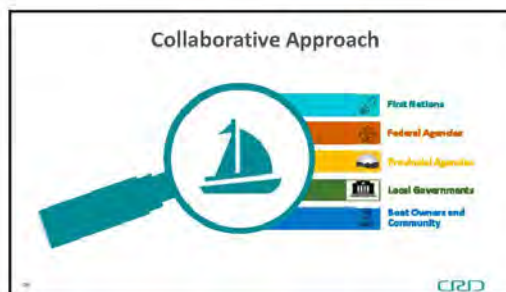 Collaborative Approach
First Nations
Federal Agencies
Provincial Agencies
Local Governments
Boat Owners and
Community
CRD